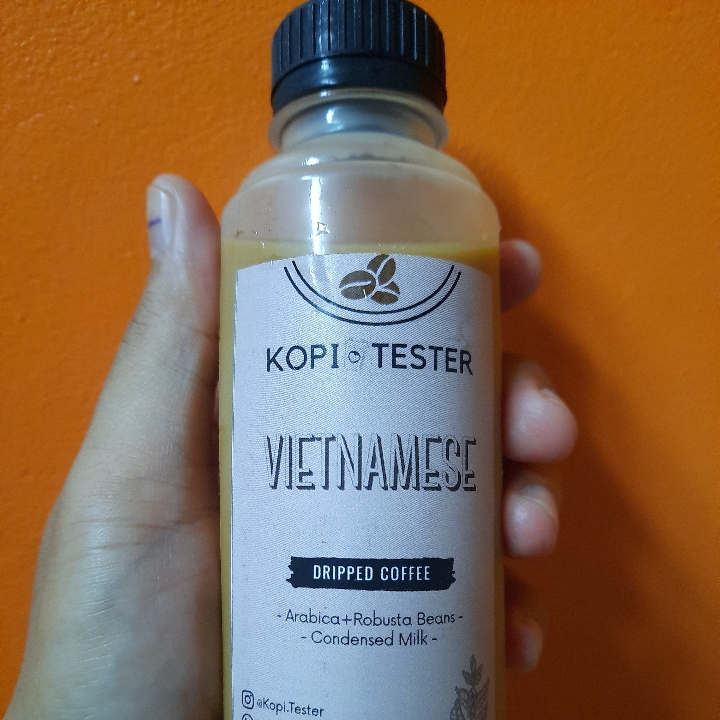 KOPI TESTER
VIETNAMESE
DRIPPED COFFEE
- Arabica+Robusta Beans -
- Condensed Milk -
@Kopi.Tester